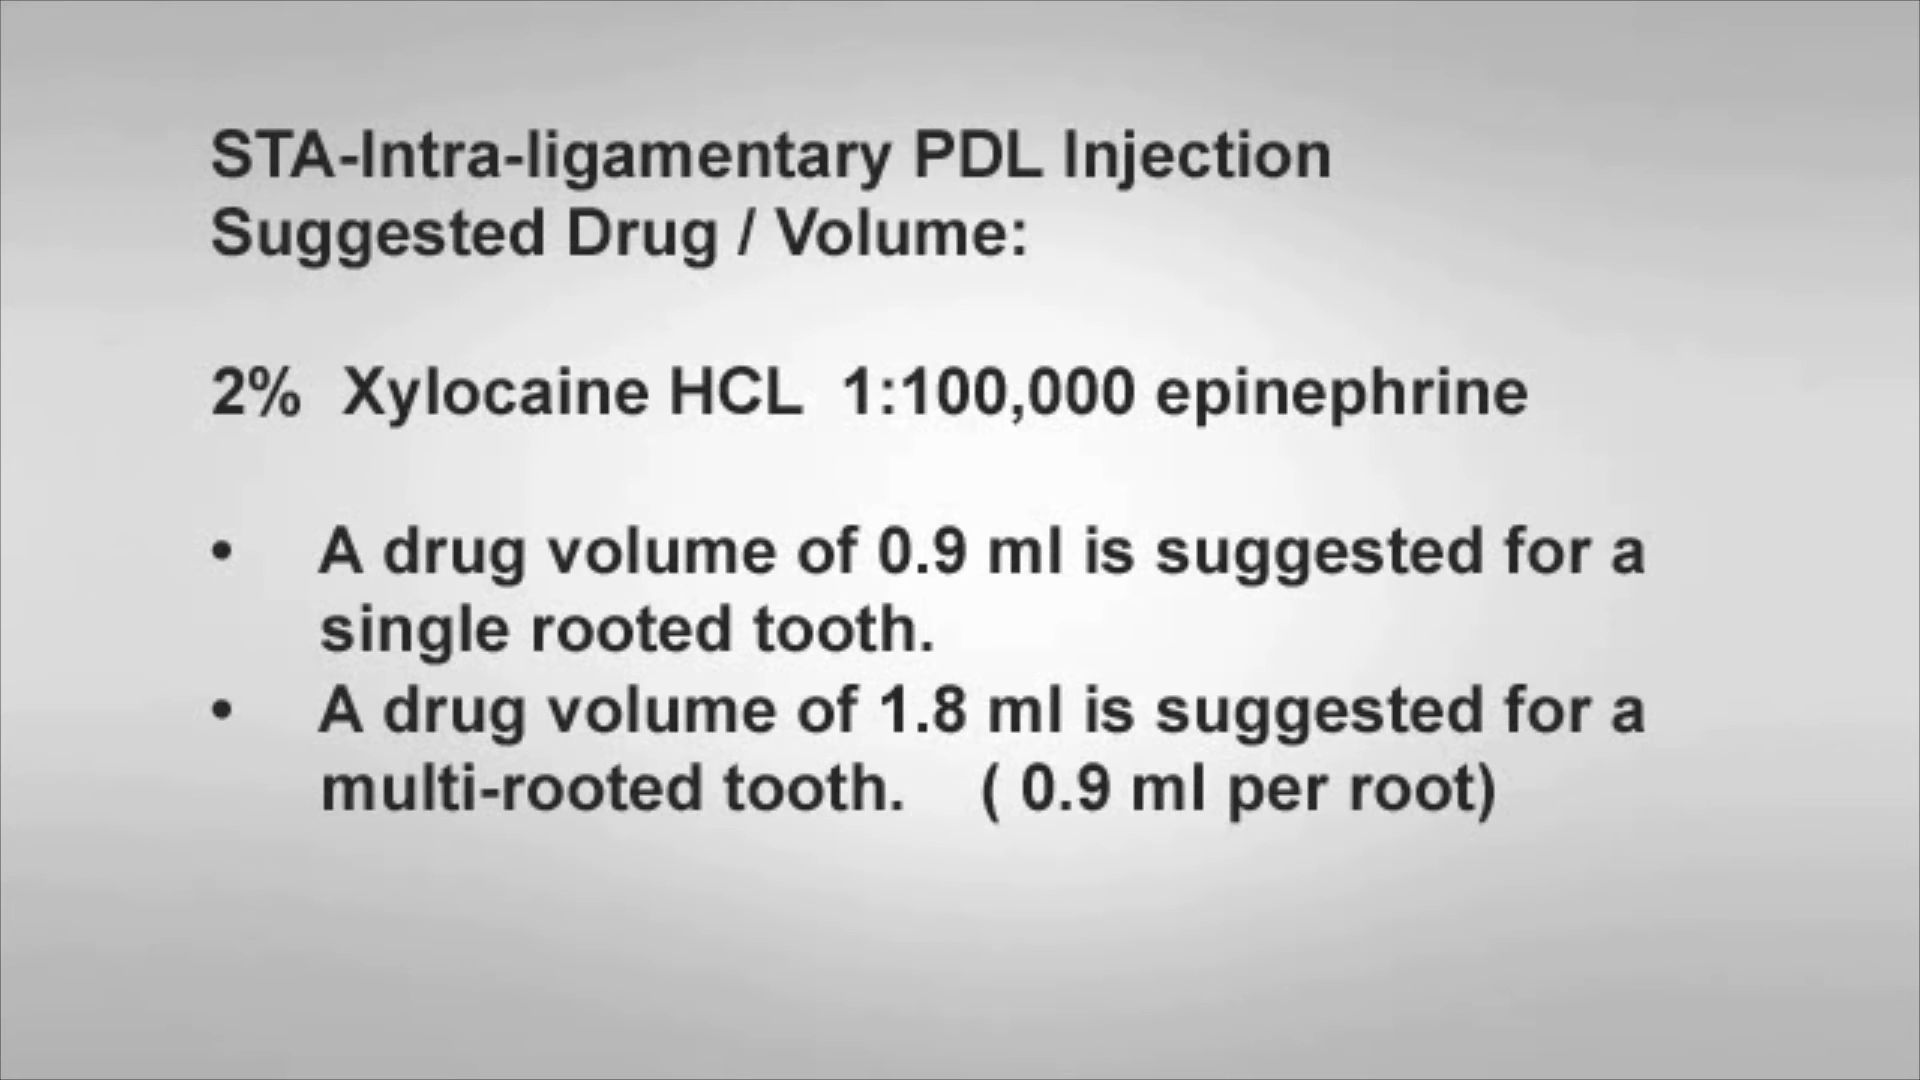 STA-Intra-ligamentary PDL Injection
Suggested Drug / Volume:
2% Xylocaine HCL 1:100,000 epinephrine
• A drug volume of 0.9 ml is suggested for a
single rooted tooth.
• A drug volume of 1.8 ml is suggested for a
multi-rooted tooth. ( 0.9 ml per root)